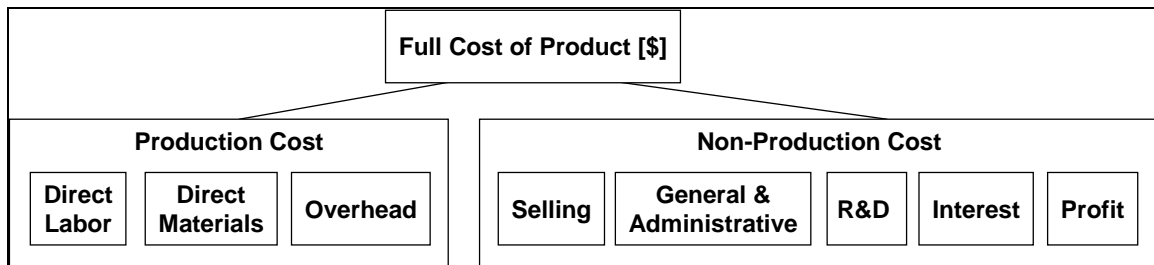 Full Cost of Product [$]
Production Cost
Direct
Labor
Direct
Materials
Overhead
Non-Production Cost
Selling
General &
Administrative
R&D
Interest
Profit